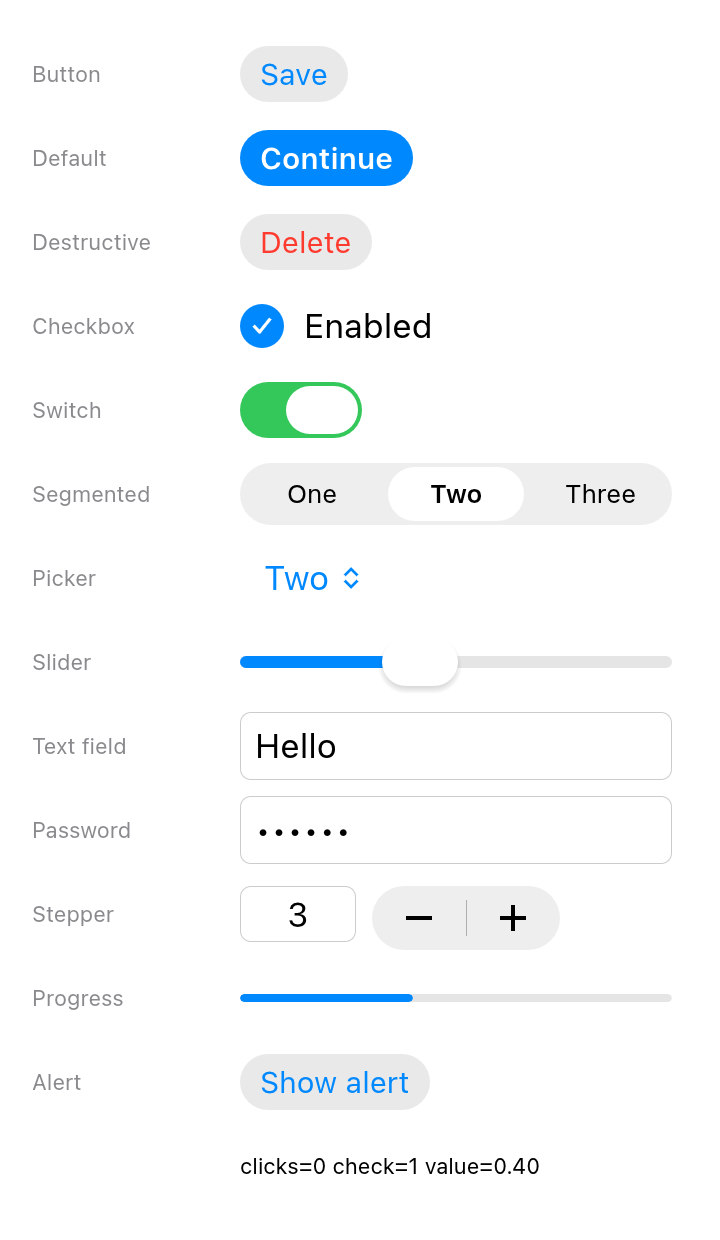 Button Save
Default Continue
Destructive Delete
Checkbox Enabled
Switch
Segmented One Two Three
Picker Two
Slider
Text field Hello
Password ••••••
Stepper 3 − +
Progress
Alert Show alert
clicks=0 check=1 value=0.40